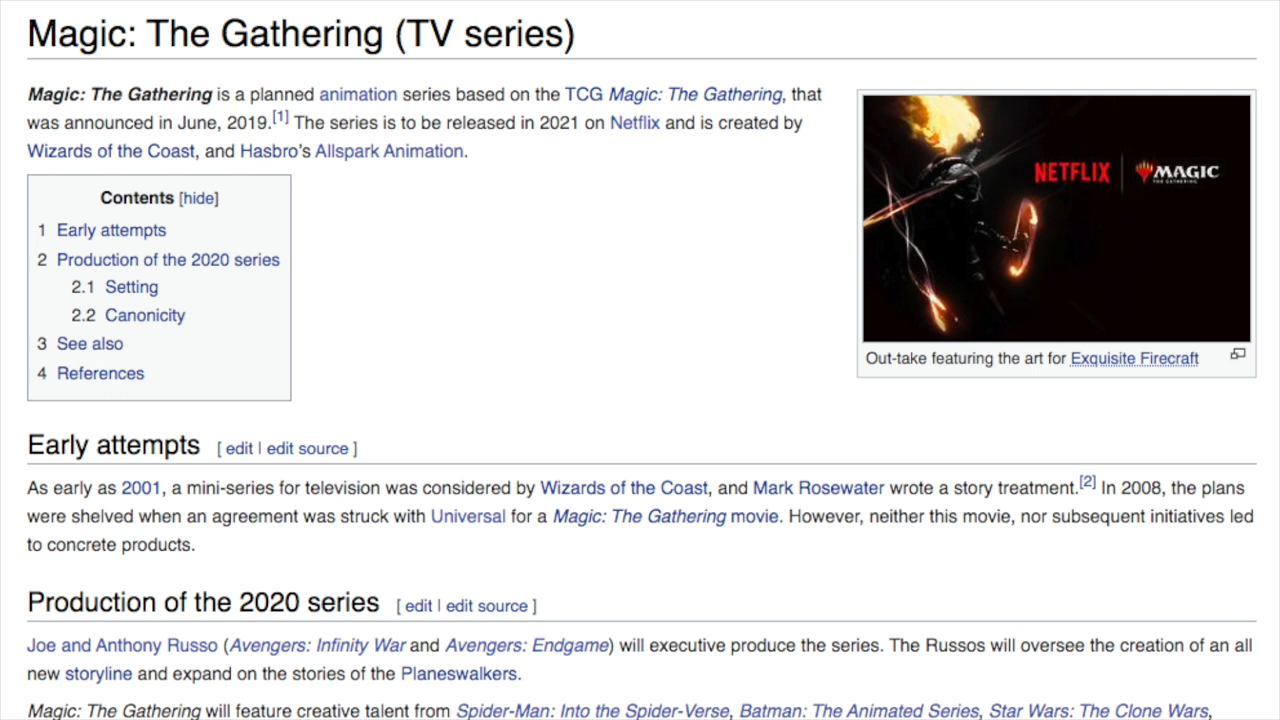 Magic: The Gathering (TV series)
Magic: The Gathering is a planned animation series based on the TCG Magic: The Gathering, that
was announced in June, 2019.[1] The series is to be released in 2021 on Netflix and is created by
Wizards of the Coast, and Hasbro's Allspark Animation.
NETFLIX | MAGIC
THE GATHERING
Out-take featuring the art for Exquisite Firecraft
Contents [hide]
1 Early attempts
2 Production of the 2020 series
2.1 Setting
2.2 Canonicity
3 See also
4 References
Early attempts [ edit | edit source ]
As early as 2001, a mini-series for television was considered by Wizards of the Coast, and Mark Rosewater wrote a story treatment.[2] In 2008, the plans
were shelved when an agreement was struck with Universal for a Magic: The Gathering movie. However, neither this movie, nor subsequent initiatives led
to concrete products.
Production of the 2020 series [ edit | edit source ]
Joe and Anthony Russo (Avengers: Infinity War and Avengers: Endgame) will executive produce the series. The Russos will oversee the creation of an all
new storyline and expand on the stories of the Planeswalkers.
Magic: The Gathering will feature creative talent from Spider-Man: Into the Spider-Verse, Batman: The Animated Series, Star Wars: The Clone Wars,